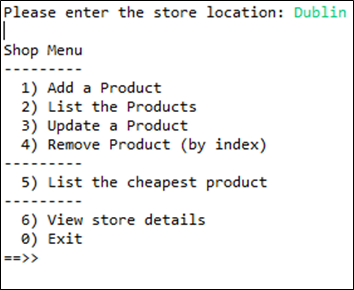 Please enter the store location: Dublin
Shop Menu
---------
1) Add a Product
2) List the Products
3) Update a Product
4) Remove Product (by index)
---------
5) List the cheapest product
---------
6) View store details
0) Exit
==>>